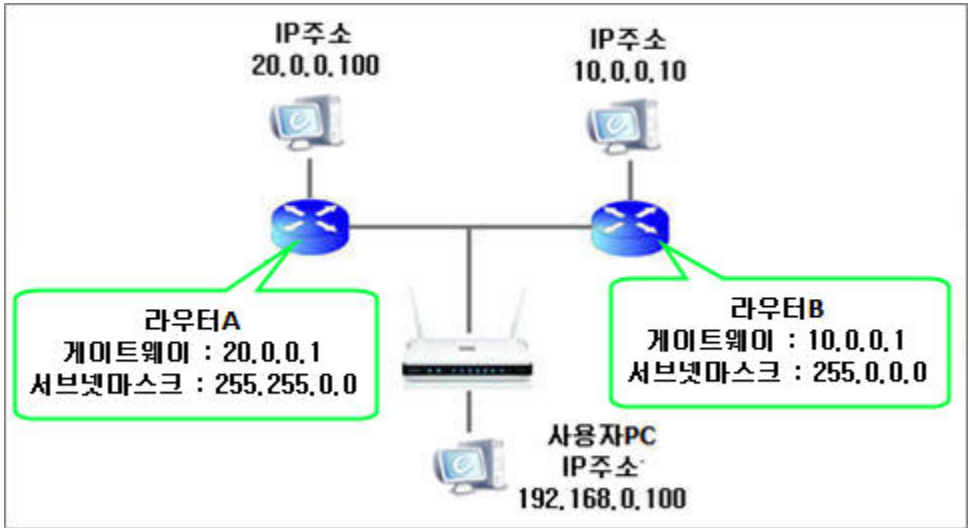 IP주소
20.0.0.100
IP주소
10.0.0.10
라우터A
게이트웨이 : 20.0.0.1
서브넷마스크 : 255.255.0.0
라우터B
게이트웨이 : 10.0.0.1
서브넷마스크 : 255.0.0.0
사용자PC
IP주소
192.168.0.100